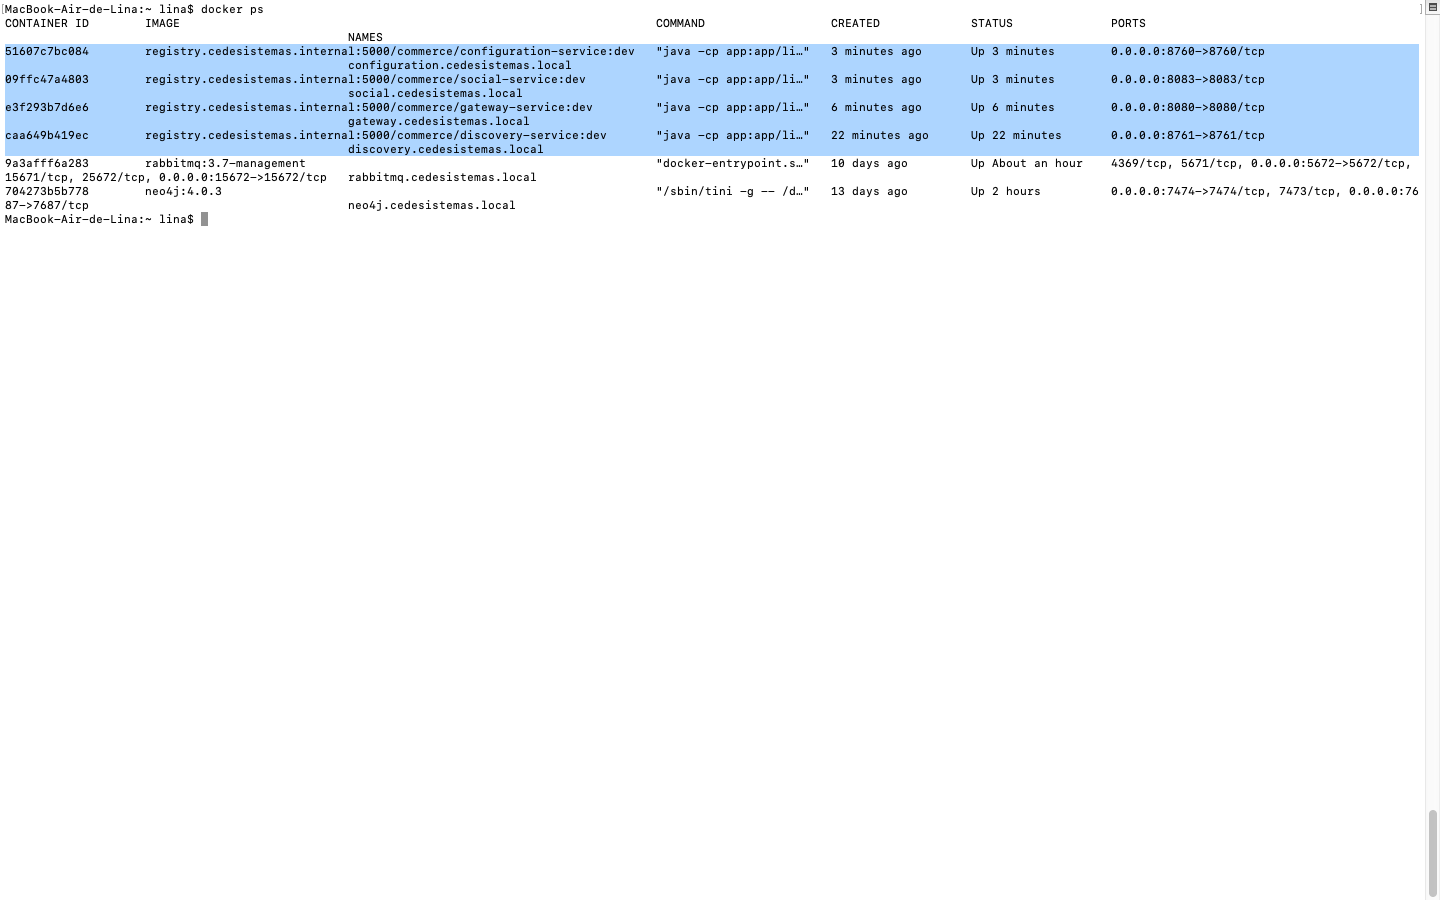 [MacBook-Air-de-Lina:~ lina$ docker ps ]
CONTAINER ID IMAGE COMMAND CREATED STATUS PORTS
NAMES
51607c7bc084 registry.cedesistemas.internal:5000/commerce/configuration-service:dev "java -cp app:app/li…" 3 minutes ago Up 3 minutes 0.0.0.0:8760->8760/tcp
configuration.cedesistemas.local
09ffc47a4803 registry.cedesistemas.internal:5000/commerce/social-service:dev "java -cp app:app/li…" 3 minutes ago Up 3 minutes 0.0.0.0:8083->8083/tcp
social.cedesistemas.local
e3f293b7d6e6 registry.cedesistemas.internal:5000/commerce/gateway-service:dev "java -cp app:app/li…" 6 minutes ago Up 6 minutes 0.0.0.0:8080->8080/tcp
gateway.cedesistemas.local
caa649b419ec registry.cedesistemas.internal:5000/commerce/discovery-service:dev "java -cp app:app/li…" 22 minutes ago Up 22 minutes 0.0.0.0:8761->8761/tcp
discovery.cedesistemas.local
9a3afff6a283 rabbitmq:3.7-management "docker-entrypoint.s…" 10 days ago Up About an hour 4369/tcp, 5671/tcp, 0.0.0.0:5672->5672/tcp,
15671/tcp, 25672/tcp, 0.0.0.0:15672->15672/tcp rabbitmq.cedesistemas.local
704273b5b778 neo4j:4.0.3 "/sbin/tini -g -- /d…" 13 days ago Up 2 hours 0.0.0.0:7474->7474/tcp, 7473/tcp, 0.0.0.0:76
87->7687/tcp neo4j.cedesistemas.local
MacBook-Air-de-Lina:~ lina$